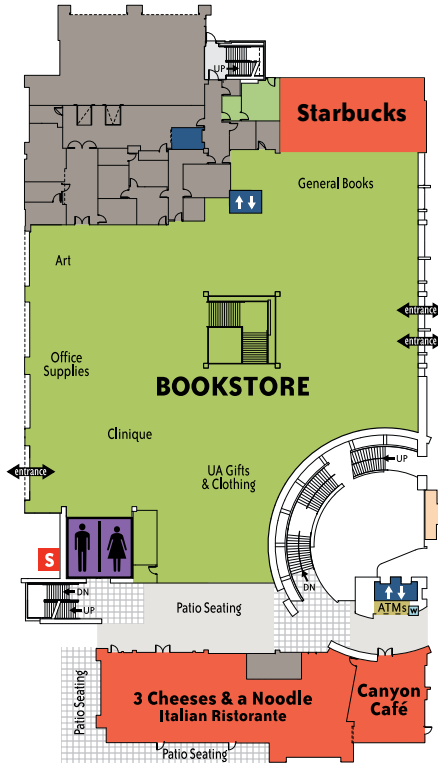 UP
Starbucks
General Books
Art
entrance
entrance
Office
Supplies
BOOKSTORE
Clinique
UP
entrance
UA Gifts
& Clothing
S
DN
DN
UP
Patio Seating
ATMs
W
Patio Seating
3 Cheeses & a Noodle
Italian Ristorante
Canyon
Café
Patio Seating